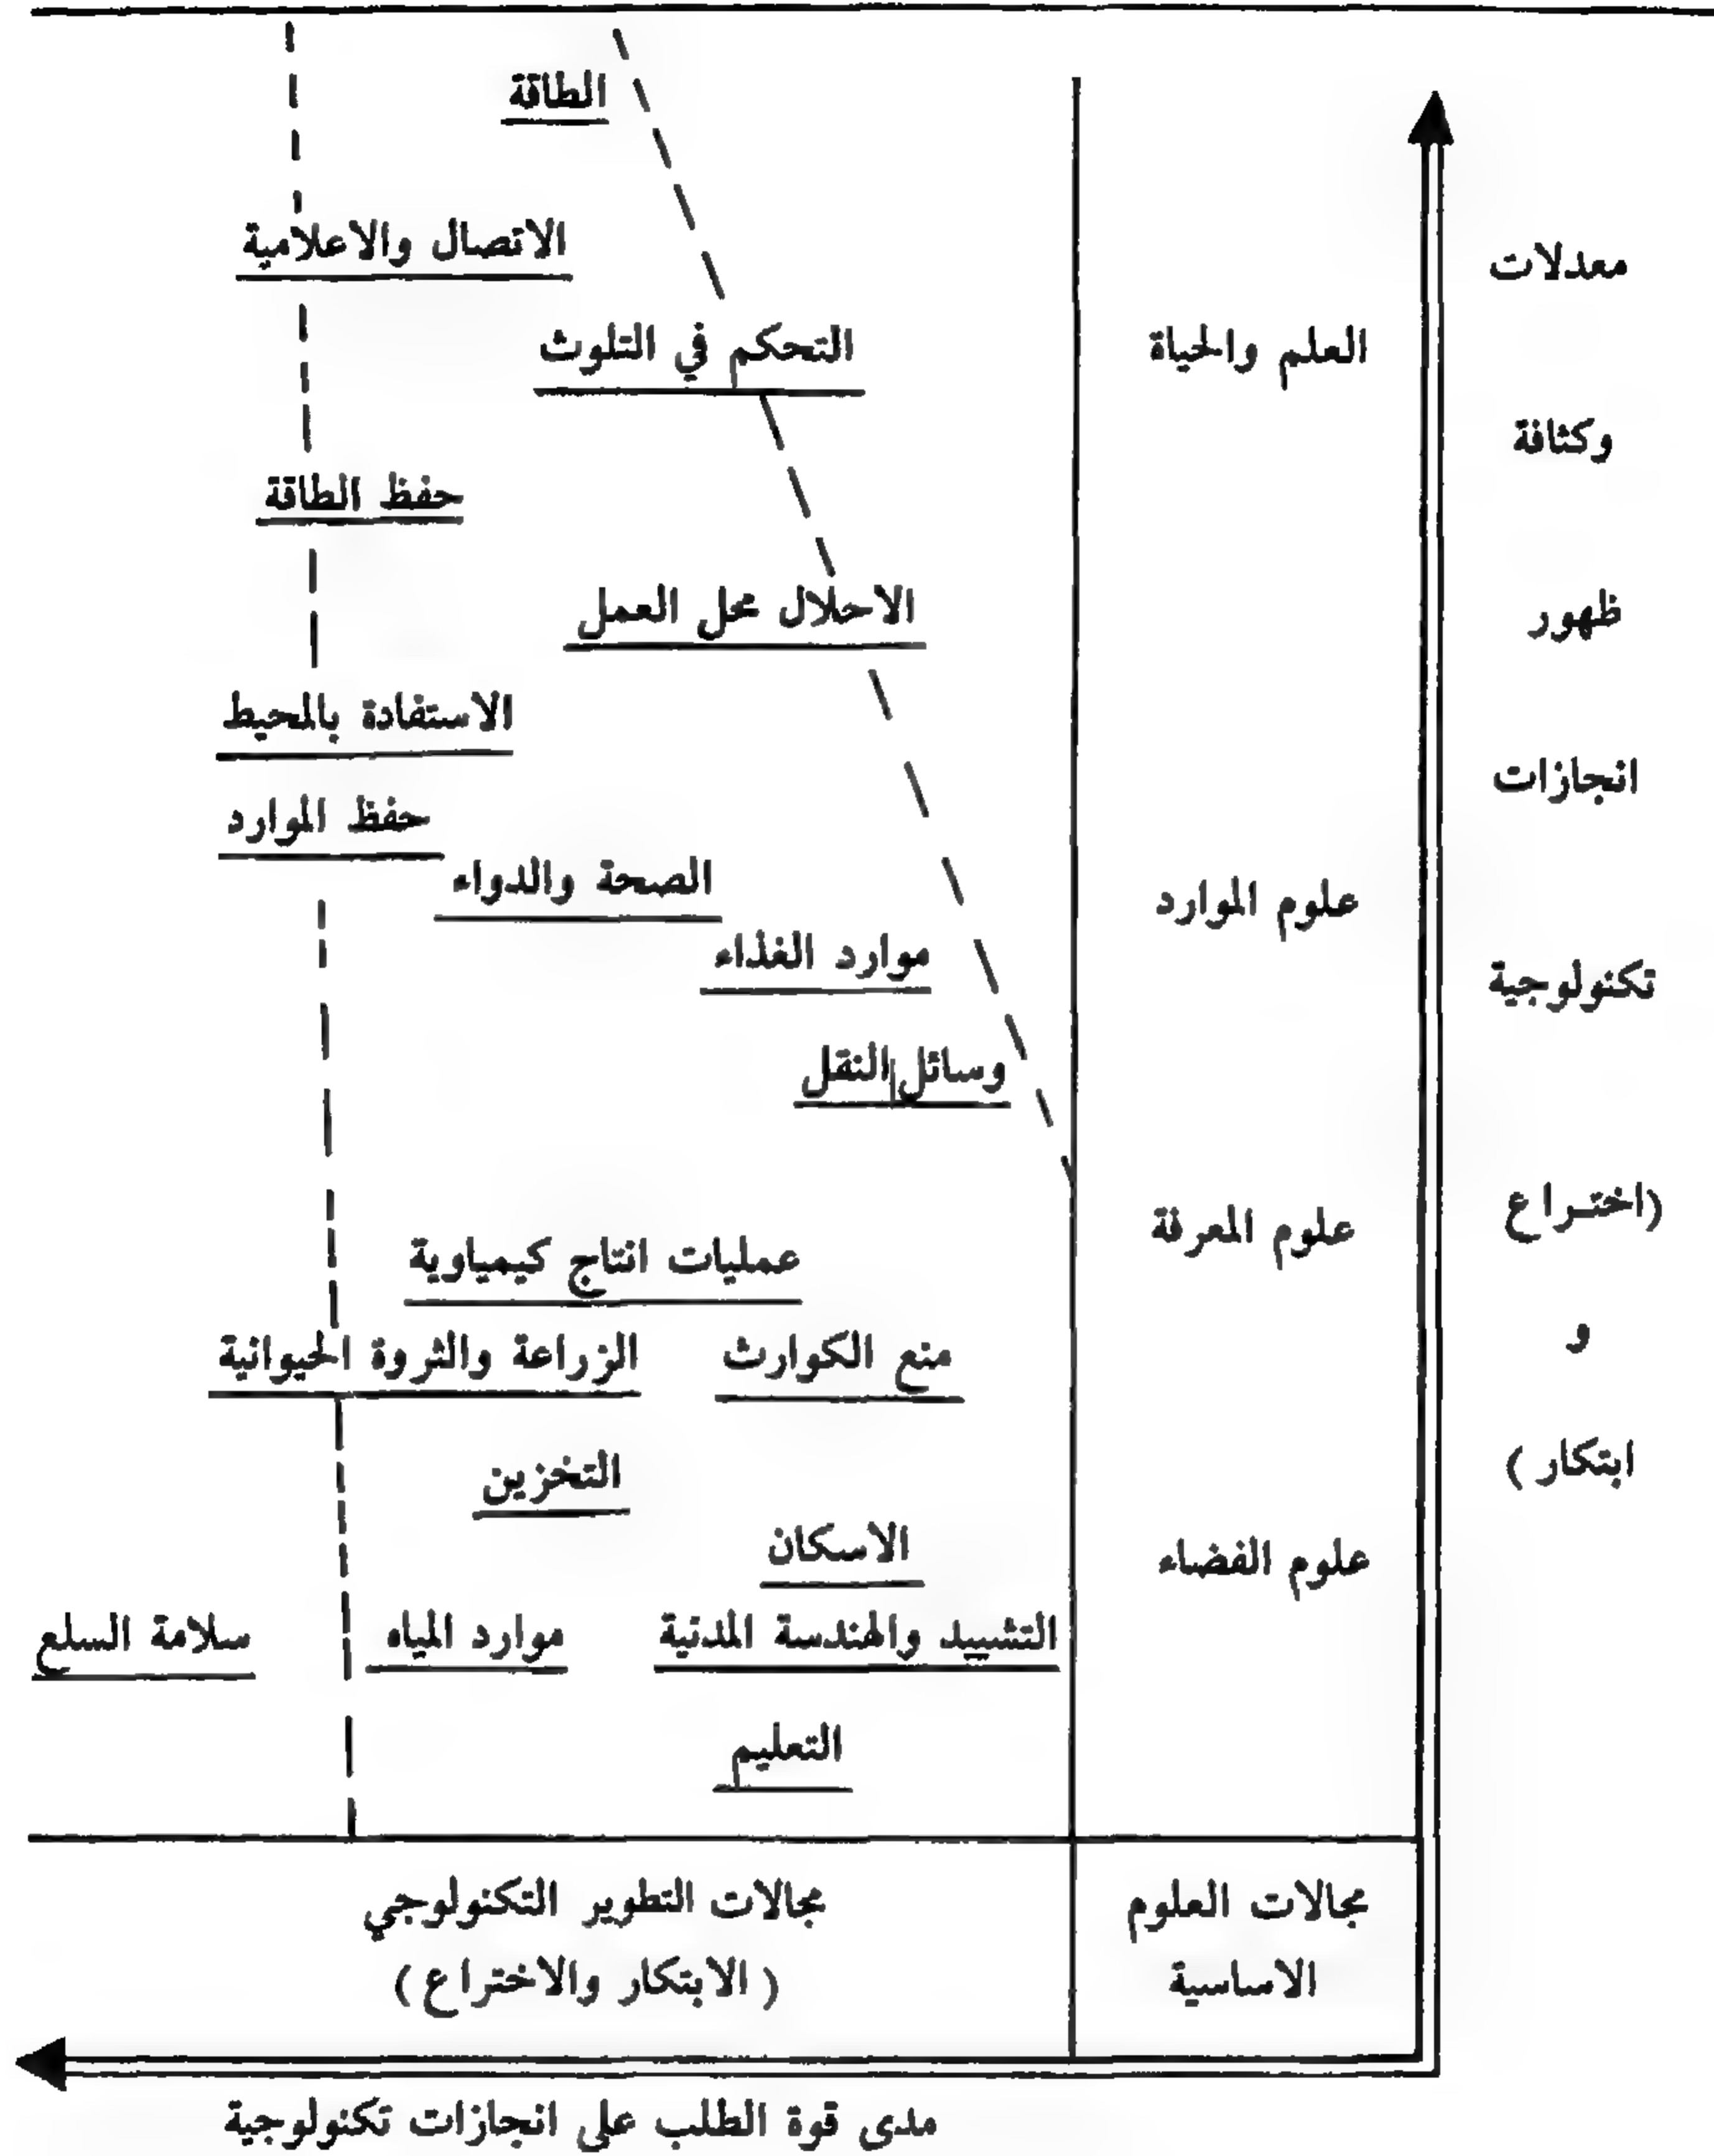 معدلات
وكثافة
ظهور
انجازات
تكنولوجية
(اختراع
و
ابتكار)
العلم والحياة
علوم الموارد
علوم المعرفة
علوم الفضاء
مجالات العلوم
الاساسية
الطاقة
الاتصال والاعلامية
التحكم في التلوث
حفظ الطاقة
الاحلال محل العمل
الاستفادة بالمحيط
حفظ الموارد
الصحة والدواء
موارد الغذاء
وسائل النقل
عمليات انتاج كيمياوية
منع الكوارث
الزراعة والثروة الحيوانية
التخزين
الاسكان
التشييد والهندسة المدنية
موارد المياه
سلامة السلع
التعليم
مجالات التطوير التكنولوجي
(الابتكار والاختراع)
مدى قوة الطلب على انجازات تكنولوجية